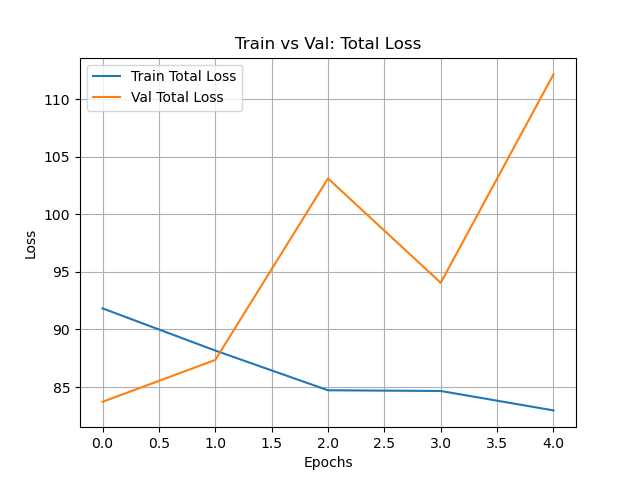 Train vs Val: Total Loss
Train Total Loss
Val Total Loss
110
105
100
95
90
85
Loss
0.0 0.5 1.0 1.5 2.0 2.5 3.0 3.5 4.0
Epochs